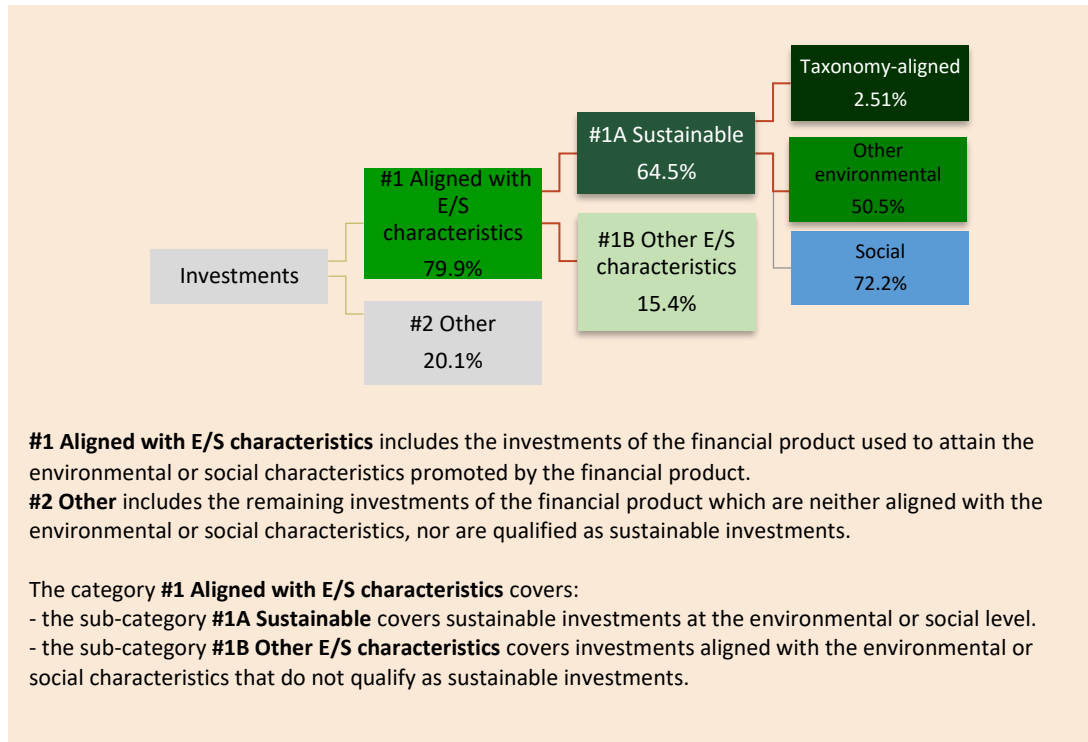 Taxonomy-aligned
2.51%
#1A Sustainable
64.5%
Other
environmental
50.5%
#1 Aligned with
E/S
characteristics
79.9%
#1B Other E/S
characteristics
15.4%
Social
72.2%
Investments
#2 Other
20.1%
#1 Aligned with E/S characteristics includes the investments of the financial product used to attain the
environmental or social characteristics promoted by the financial product.
#2 Other includes the remaining investments of the financial product which are neither aligned with the
environmental or social characteristics, nor are qualified as sustainable investments.
The category #1 Aligned with E/S characteristics covers:
- the sub-category #1A Sustainable covers sustainable investments at the environmental or social level.
- the sub-category #1B Other E/S characteristics covers investments aligned with the environmental or
social characteristics that do not qualify as sustainable investments.